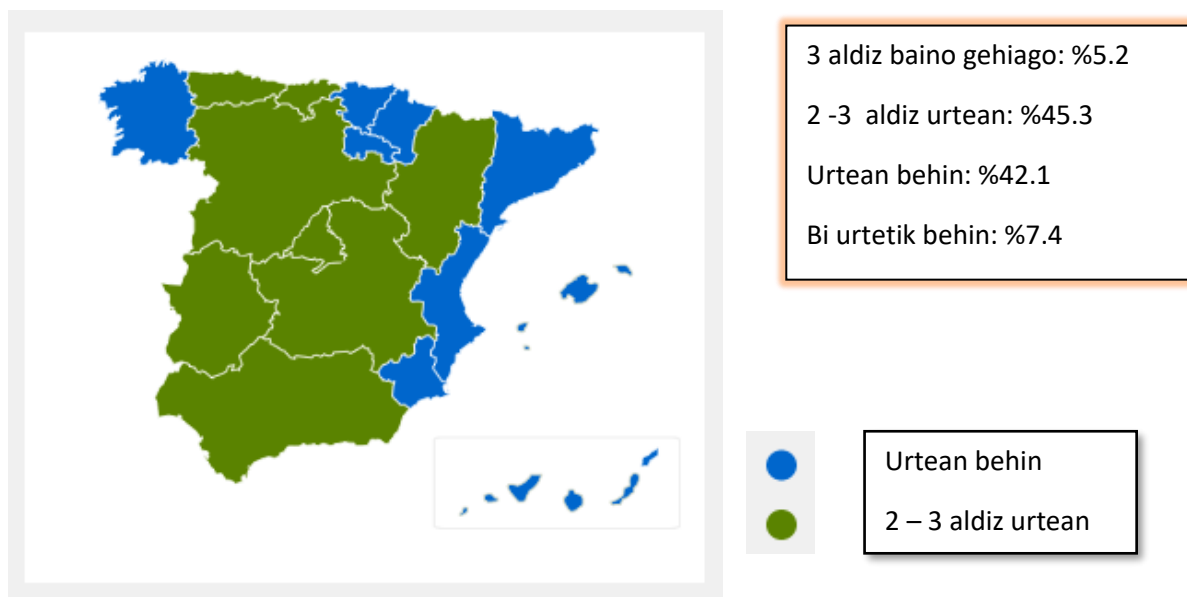 3 aldiz baino gehiago: %5.2
2 -3 aldiz urtean: %45.3
Urtean behin: %42.1
Bi urtetik behin: %7.4
Urtean behin
2 – 3 aldiz urtean